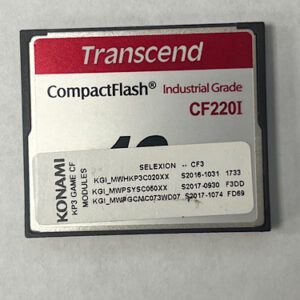 Transcend
CompactFlash® Industrial Grade
CF220I
KONAMI
KP3 GAME CF
MODULES
SELEXION -- CF3
KGI_MWHKP3C020XX S2016-1031 1733
KGI_MWPSYSC050XX S2017-0930 F3DD
S2017-1074 FD69